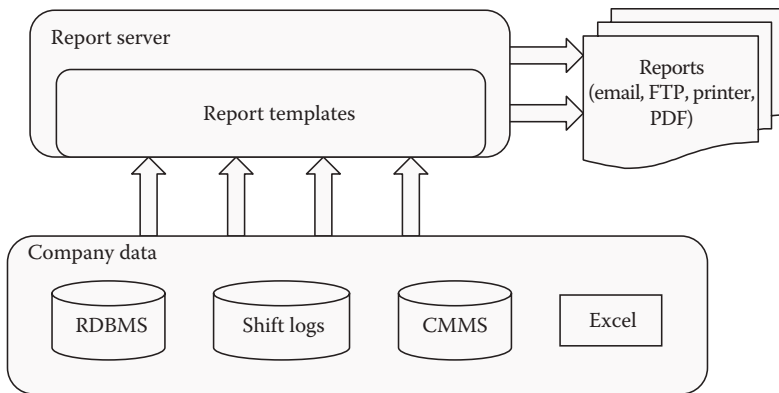 Report server
Report templates
Reports
(email, FTP, printer,
PDF)
Company data
RDBMS
Shift logs
CMMS
Excel